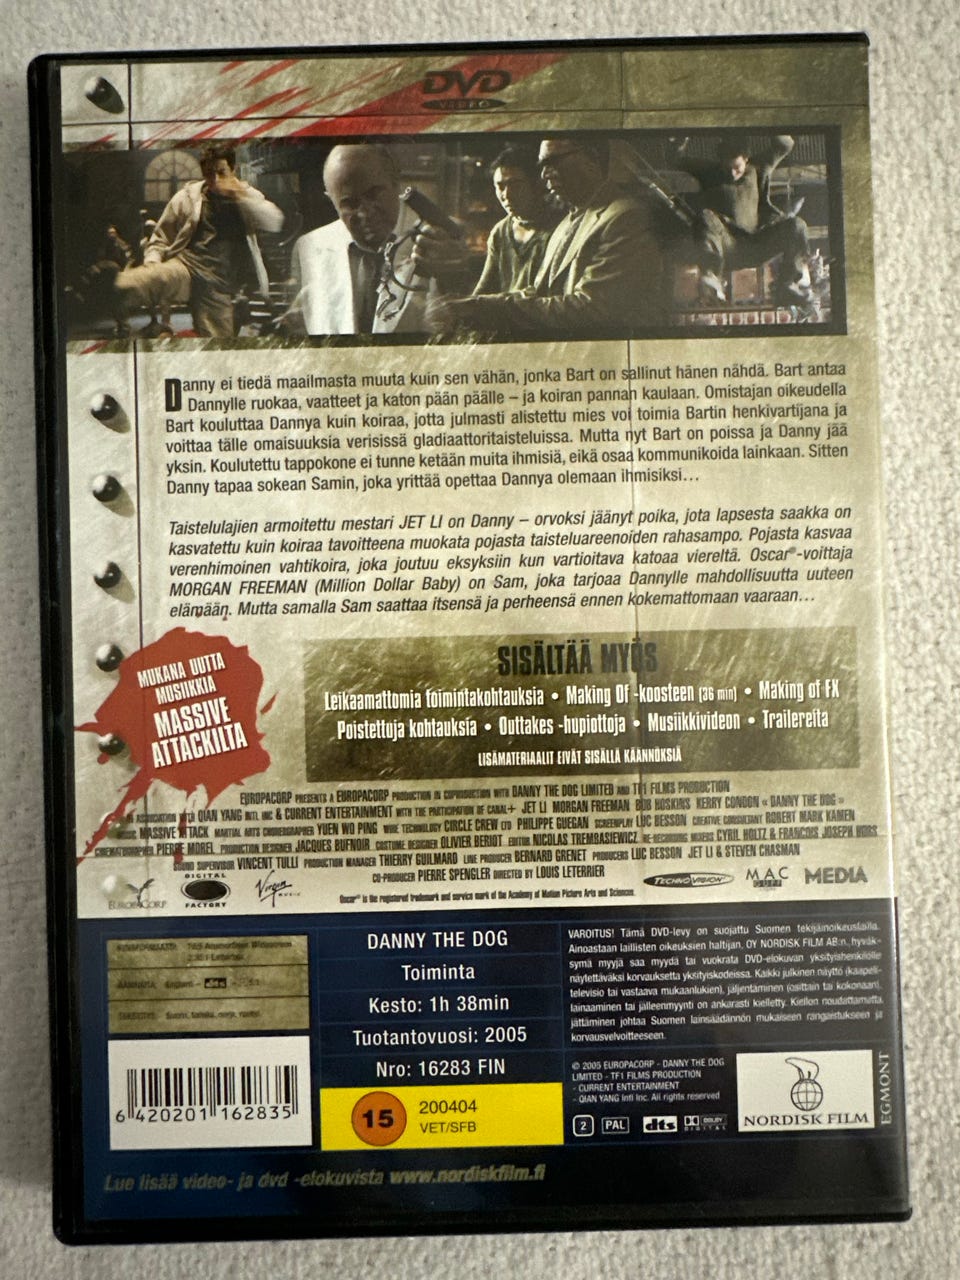 DVD
VIDEO
Danny ei tiedä maailmasta muuta kuin sen vähän, jonka Bart on sallinut hänen nähdä. Bart antaa
Dannylle ruokaa, vaatteet ja katon pään päälle – ja koiran pannan kaulaan. Omistajan oikeudella
Bart kouluttaa Dannya kuin koiraa, jotta julmasti alistettu mies voi toimia Bartin henkivartijana ja
voittaa tälle omaisuuksia verisissä gladiaattoritaisteluissa. Mutta nyt Bart on poissa ja Danny jää
yksin. Koulutettu tappokone ei tunne ketään muita ihmisiä, eikä osaa kommunikoida lainkaan. Sitten
Danny tapaa sokean Samin, joka yrittää opettaa Dannya olemaan ihmisiksi...
Taistelulajien armoitettu mestari JET LI on Danny – orvoksi jäänyt poika, jota lapsesta saakka on
kasvatettu kuin koiraa tavoitteena muokata pojasta taisteluareenoiden rahasampo. Pojasta kasvaa
verenhimoinen vahtikoira, joka joutuu eksyksiin kun vartioitava katoaa viereltä. Oscar®-voittaja
MORGAN FREEMAN (Million Dollar Baby) on Sam, joka tarjoaa Dannylle mahdollisuutta uuteen
elämään. Mutta samalla Sam saattaa itsensä ja perheensä ennen kokemattomaan vaaraan...
MUKANA UUTTA
MUSIIKKIA
MASSIVE
ATTACKILTA
SISÄLTÄÄ MYÖS
Leikaamattomia toimintakohtauksia • Making Of -koosteen (36 min) • Making of FX
Poistettuja kohtauksia • Outtakes -hupiottoja • Musiikkivideon • Trailereita
LISÄMATERIAALIT EIVÄT SISÄLLÄ KÄÄNNÖKSIÄ
EUROPACORP PRESENTS A EUROPACORP PRODUCTION IN COPRODUCTION WITH DANNY THE DOG LIMITED AND TF1 FILMS PRODUCTION
IN ASSOCIATION WITH QIAN YANG INTL INC & CURRENT ENTERTAINMENT WITH THE PARTICIPATION OF CANAL+ JET LI MORGAN FREEMAN BOB HOSKINS KERRY CONDON « DANNY THE DOG »
MUSIC MASSIVE ATTACK MARTIAL ARTS CHOREOGRAPHER YUEN WO PING WIRE TECHNOLOGY CIRCLE CREW LTD PHILIPPE GUEGAN SCREENPLAY LUC BESSON CREATIVE CONSULTANT ROBERT MARK KAMEN
CINEMATOGRAPHER PIERRE MOREL PRODUCTION DESIGNER JACQUES BUFNOIR COSTUME DESIGNER OLIVIER BERIOT EDITOR NICOLAS TREMBASIEWICZ RE-RECORDING MIXERS CYRIL HOLTZ & FRANCOIS JOSEPH HORS
SOUND SUPERVISOR VINCENT TULLI PRODUCTION MANAGER THIERRY GUILMARD LINE PRODUCER BERNARD GRENET PRODUCERS LUC BESSON JET LI & STEVEN CHASMAN
CO-PRODUCER PIERRE SPENGLER DIRECTED BY LOUIS LETERRIER
EUROPACORP
DIGITAL
FACTORY
Virgin
MUSIC
Oscar® is the registered trademark and service mark of the Academy of Motion Picture Arts and Sciences.
TECHNOVISION
MAC
GUFF
MEDIA
DANNY THE DOG
Toiminta
Kesto: 1h 38min
Tuotantovuosi: 2005
Nro: 16283 FIN
15
200404
VET/SFB
6 420201 162835
VAROITUS! Tämä DVD-levy on suojattu Suomen tekijäinoikeuslailla.
Ainoastaan laillisten oikeuksien haltijan, OY NORDISK FILM AB:n, hyväk-
symä myyjä saa myydä tai vuokrata DVD-elokuvan yksityishenkilölle
näytettäväksi korvauksetta yksityiskodeissa. Kaikki julkinen näyttö (kaapeli-
televisio tai vastaava mukaanlukien), jäljentäminen (osittain tai kokonaan),
lainaaminen tai jälleenmyynti on ankarasti kielletty. Kiellon noudattamatta
jättäminen johtaa Suomen lainsäädännön mukaiseen rangaistukseen ja
korvausvelvoitteeseen.
© 2005 EUROPACORP - DANNY THE DOG
LIMITED - TF1 FILMS PRODUCTION
- CURRENT ENTERTAINMENT
- QIAN YANG Intl Inc. All rights reserved
2 PAL dts DOLBY
DIGITAL
NORDISK FILM
EGMONT
Lue lisää video- ja dvd -elokuvista www.nordiskfilm.fi